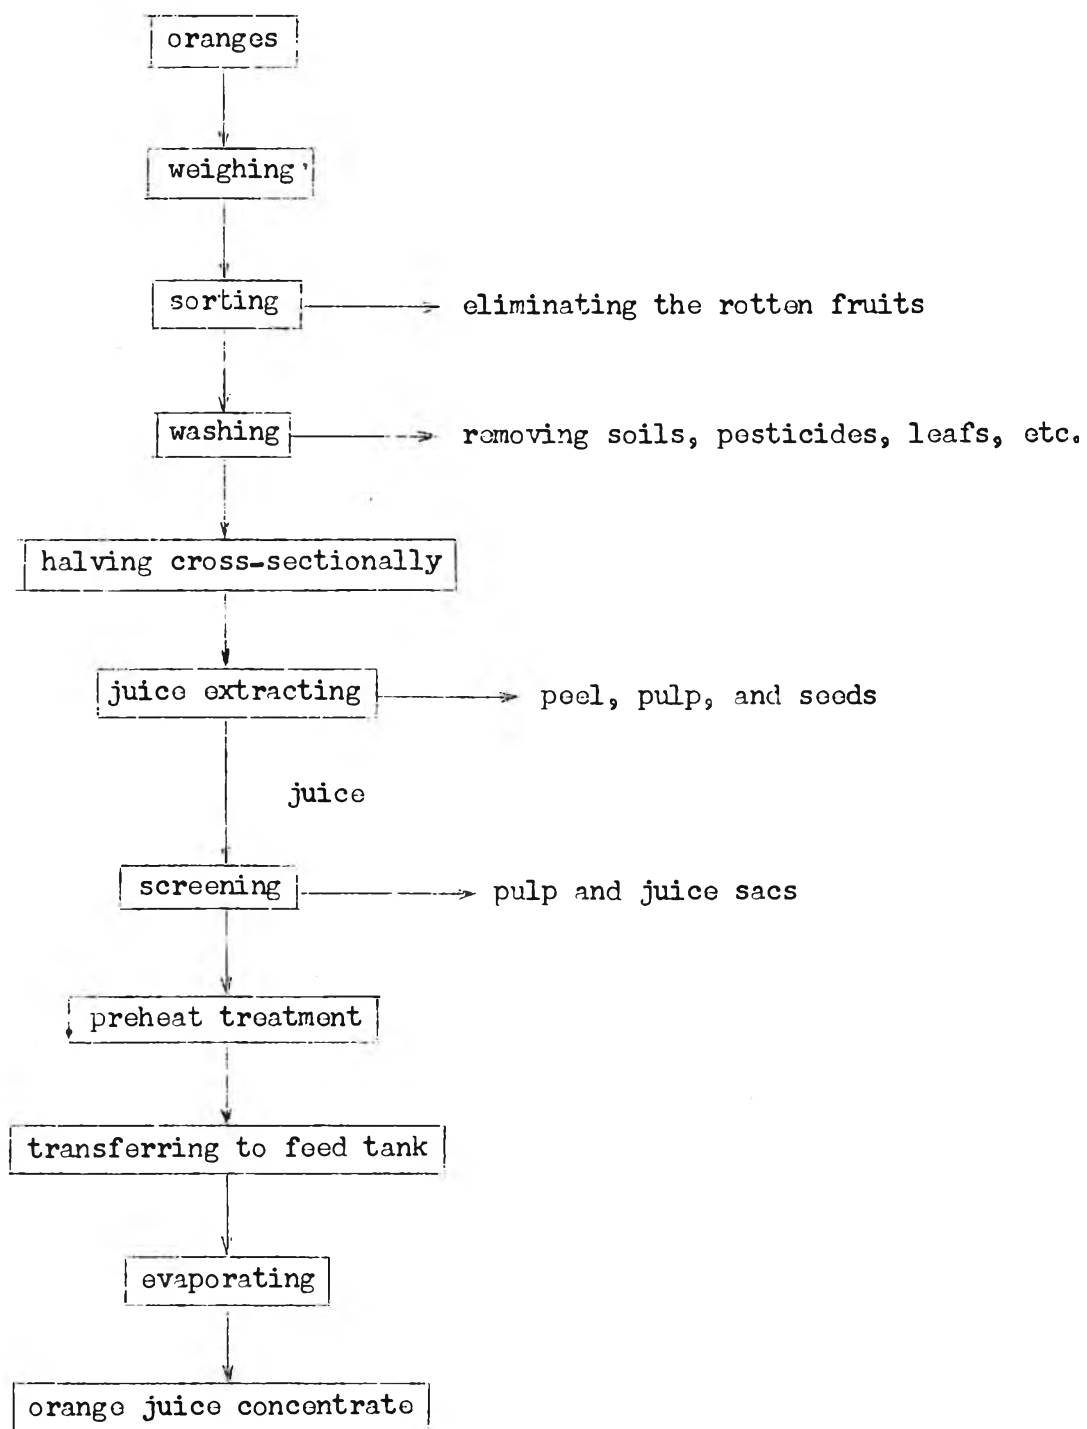 oranges
weighing
sorting
eliminating the rotten fruits
washing
removing soils, pesticides, leafs, etc.
halving cross-sectionally
juice extracting
peel, pulp, and seeds
juice
screening
pulp and juice sacs
preheat treatment
transferring to feed tank
evaporating
orange juice concentrate